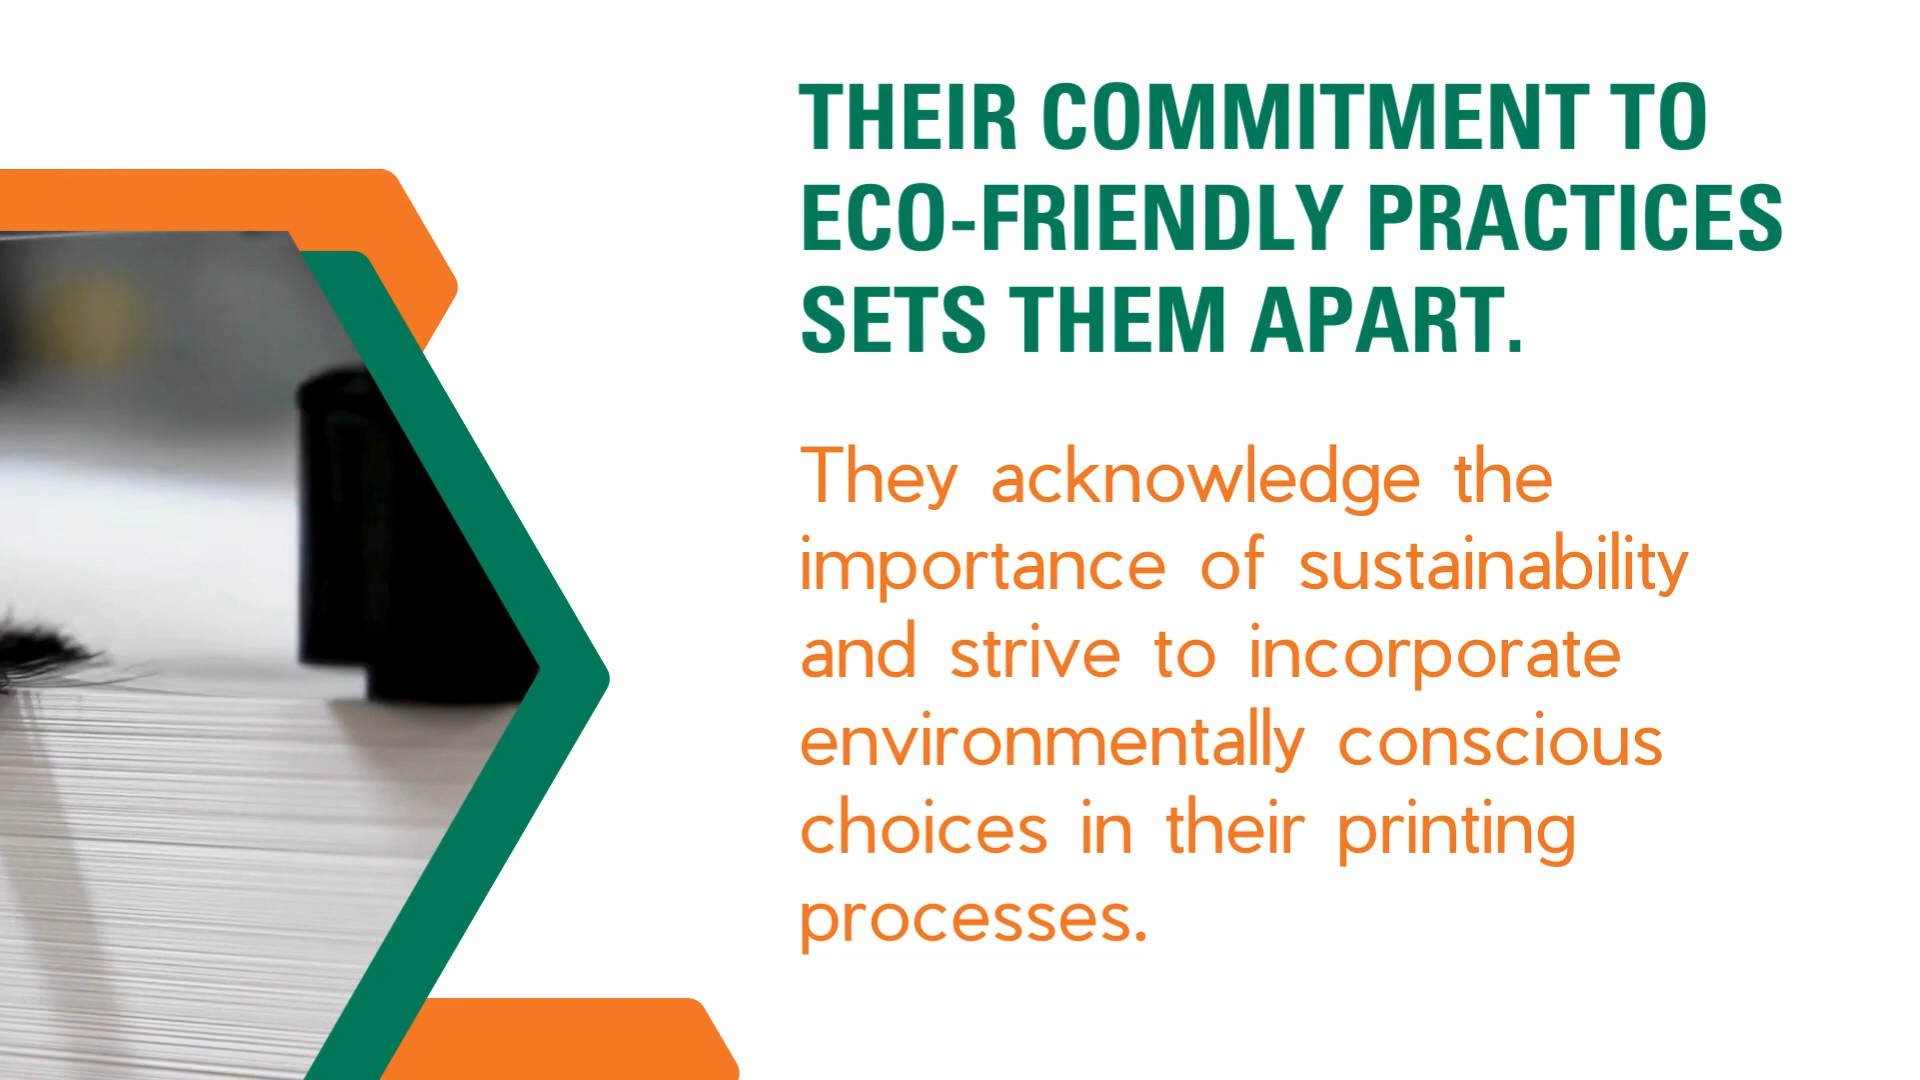 THEIR COMMITMENT TO
ECO-FRIENDLY PRACTICES
SETS THEM APART.
They acknowledge the
importance of sustainability
and strive to incorporate
environmentally conscious
choices in their printing
processes.